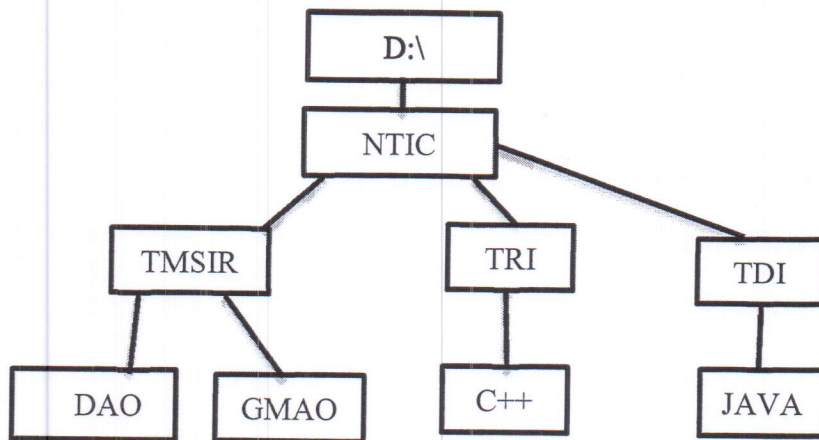 D:\
NTIC
TMSIR
TRI
TDI
DAO
GMAO
C++
JAVA